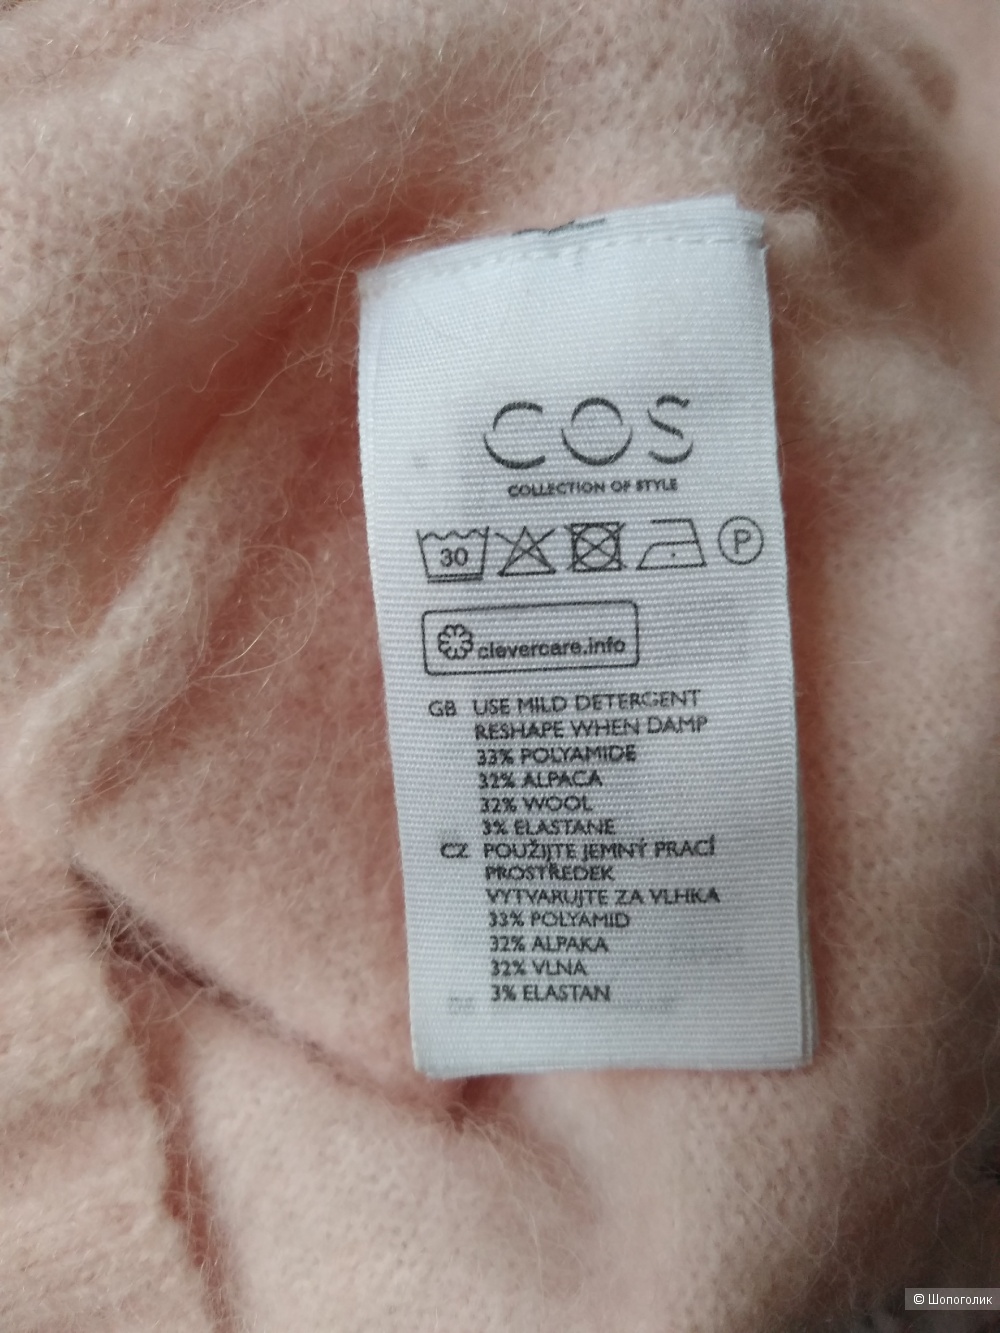 COS
COLLECTION OF STYLE
30
P
clevercare.info
GB USE MILD DETERGENT
RESHAPE WHEN DAMP
33% POLYAMIDE
32% ALPACA
32% WOOL
3% ELASTANE
CZ POUŽIJTE JEMNÝ PRACÍ
PROSTŘEDEK
VYTVARUJTE ZA VLHKA
33% POLYAMID
32% ALPAKA
32% VLNA
3% ELASTAN
© Шопоголик